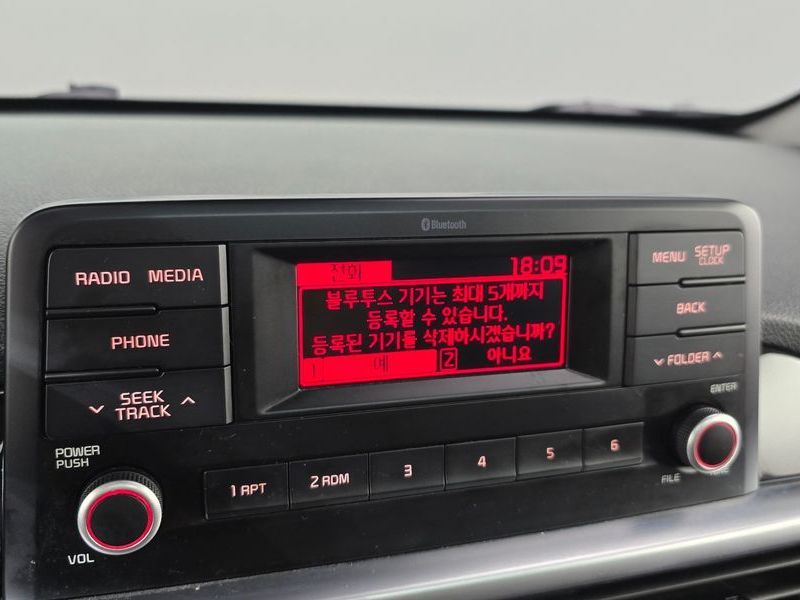 Bluetooth
RADIO MEDIA
PHONE
SEEK
TRACK
POWER
PUSH
VOL
전화 18:09
블루투스 기기는 최대 5개까지
등록할 수 있습니다.
등록된 기기를 삭제하시겠습니까?
1 예 2 아니요
MENU SETUP
CLOCK
BACK
FOLDER
ENTER
FILE
1 RPT 2 RDM 3 4 5 6